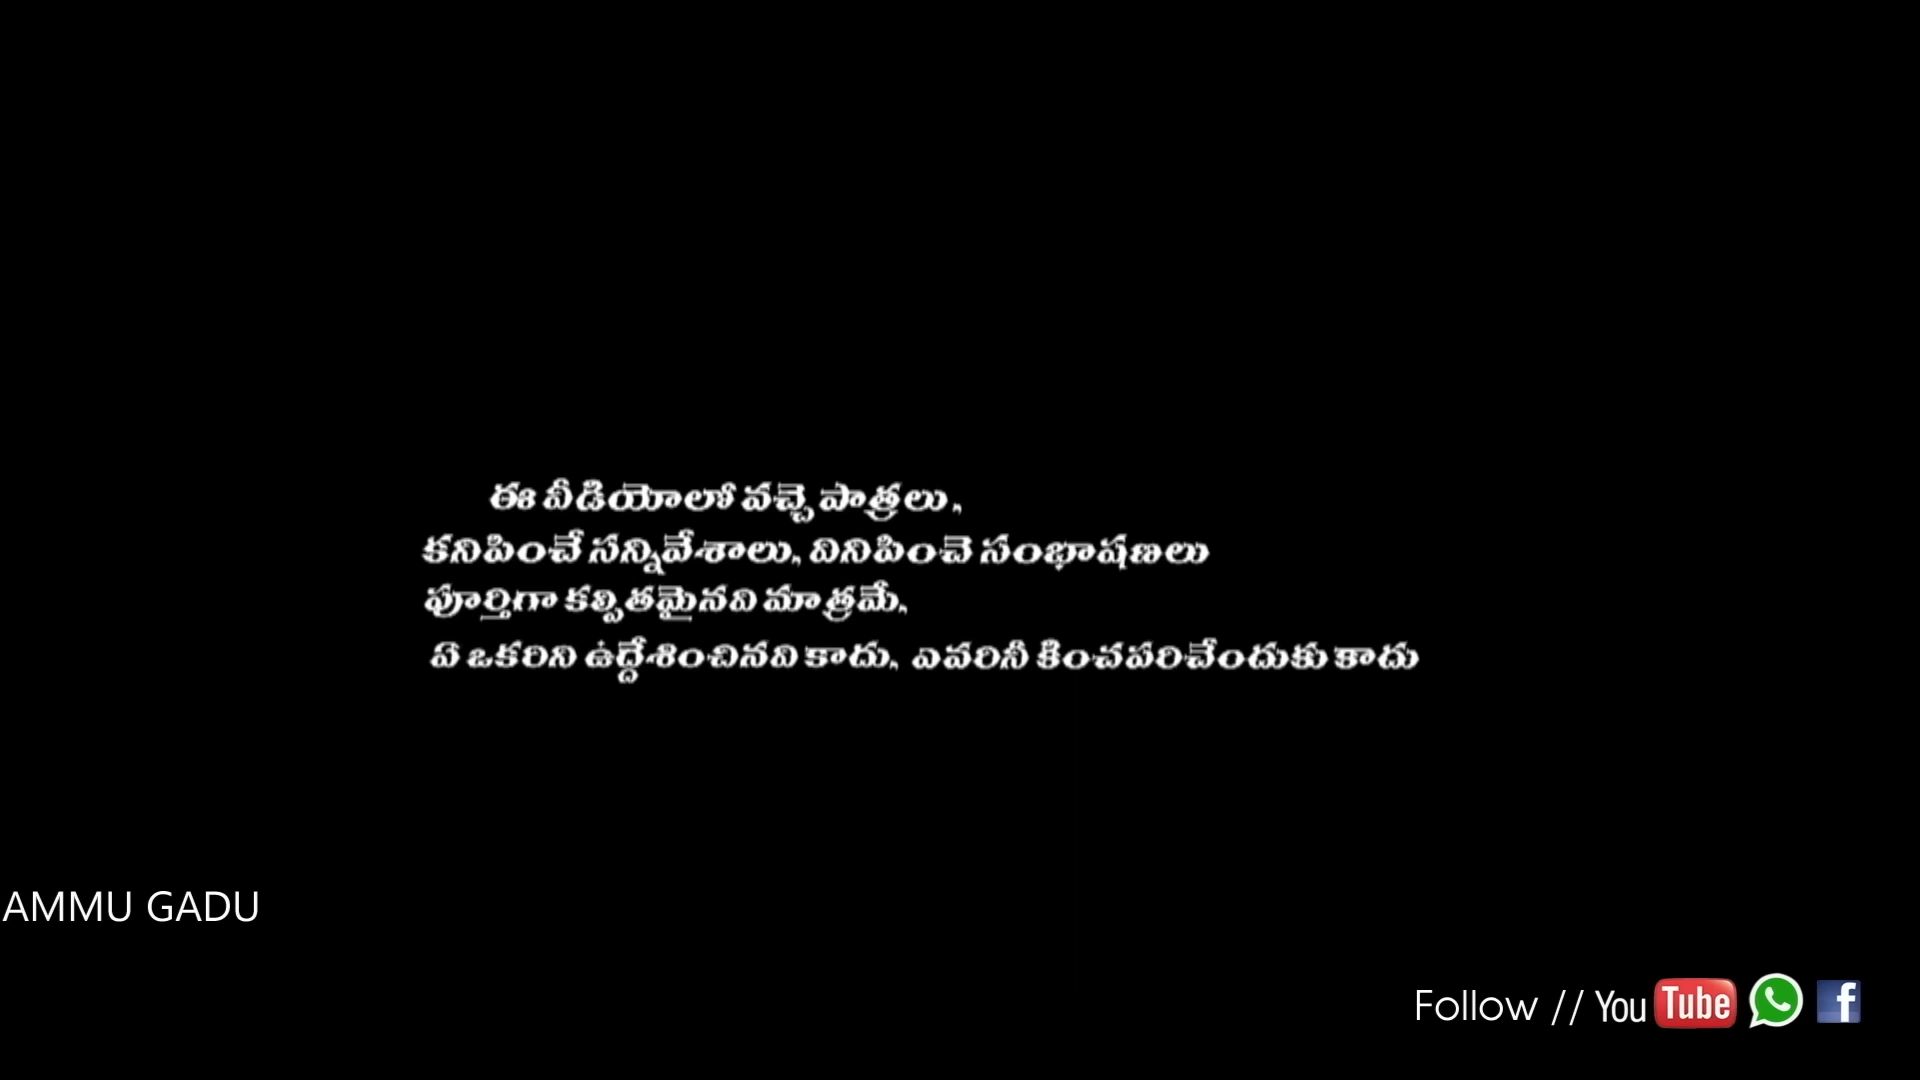 ఈ వీడియోలో వచ్చె పాత్రలు,
కనిపించే సన్నివేశాలు, వినిపించె సంభాషణలు
పూర్తిగా కల్పితమైనవి మాత్రమే,
ఏ ఒకరిని ఉద్దేశించినవి కాదు, ఎవరినీ కించపరిచేందుకు కాదు
AMMU GADU
Follow // YouTube f